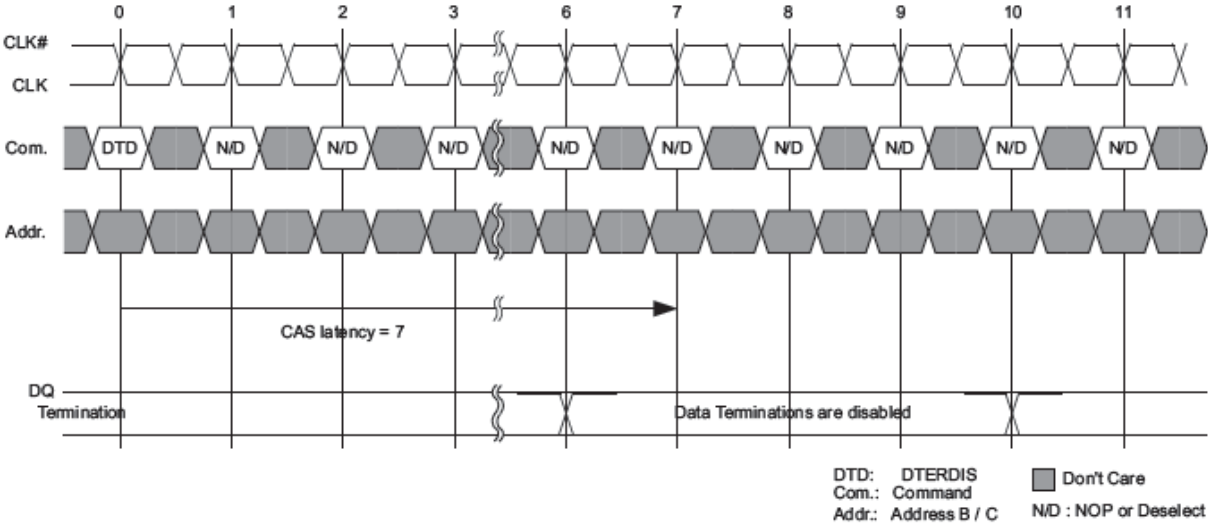 0 1 2 3 6 7 8 9 10 11
CLK#
CLK
Com. DTD N/D N/D N/D N/D N/D N/D N/D N/D N/D
Addr.
CAS latency = 7
DQ
Termination Data Terminations are disabled
DTD: DTERDIS Don't Care
Com.: Command
Addr.: Address B / C N/D : NOP or Deselect